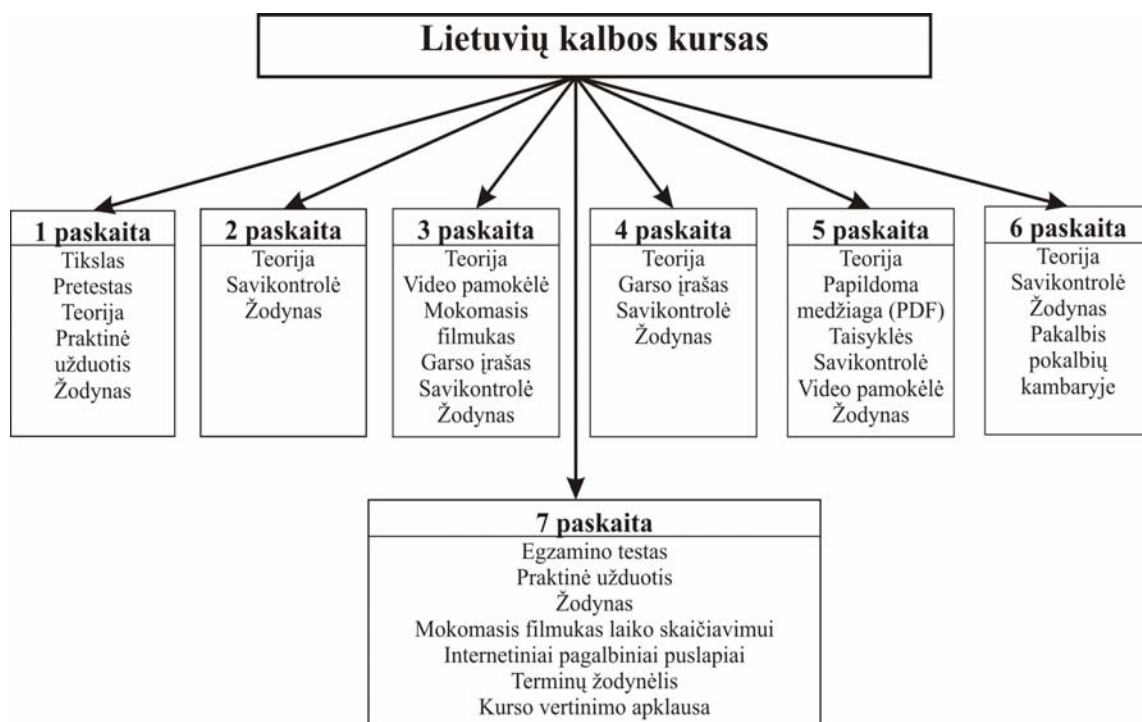 Lietuvių kalbos kursas
1 paskaita
Tikslas
Pretestas
Teorija
Praktinė
užduotis
Žodynas
2 paskaita
Teorija
Savikontrolė
Žodynas
3 paskaita
Teorija
Video pamokėlė
Mokomasis
filmukas
Garso įrašas
Savikontrolė
Žodynas
4 paskaita
Teorija
Garso įrašas
Savikontrolė
Žodynas
5 paskaita
Teorija
Papildoma
medžiaga (PDF)
Taisyklės
Savikontrolė
Video pamokėlė
Žodynas
6 paskaita
Teorija
Savikontrolė
Žodynas
Pakalbis
pokalbių
kambaryje
7 paskaita
Egzamino testas
Praktinė užduotis
Žodynas
Mokomasis filmukas laiko skaičiavimui
Internetiniai pagalbiniai puslapiai
Terminų žodynėlis
Kurso vertinimo apklausa